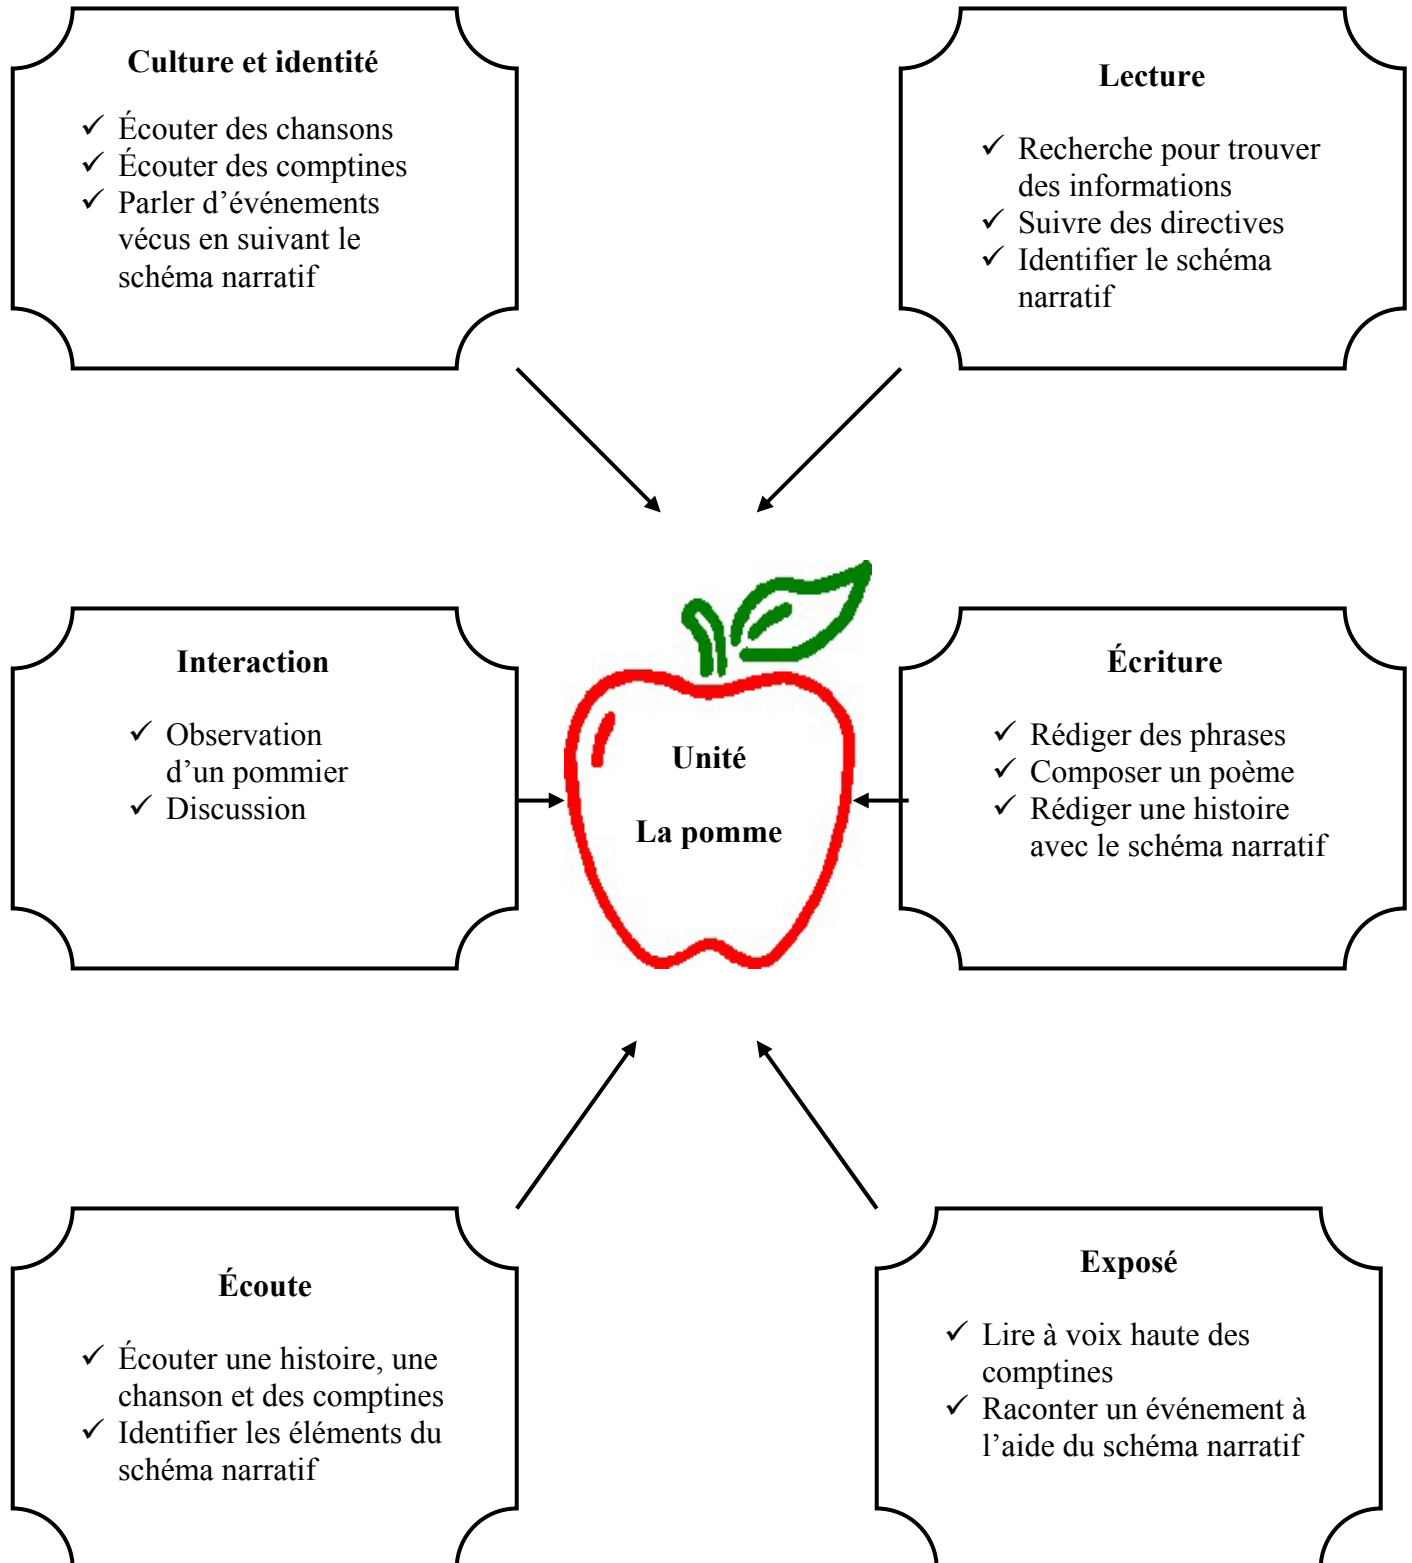 Culture et identité
✓ Écouter des chansons
✓ Écouter des comptines
✓ Parler d’événements
vécus en suivant le
schéma narratif
Lecture
✓ Recherche pour trouver
des informations
✓ Suivre des directives
✓ Identifier le schéma
narratif
Interaction
✓ Observation
d’un pommier
✓ Discussion
Unité
La pomme
Écriture
✓ Rédiger des phrases
✓ Composer un poème
✓ Rédiger une histoire
avec le schéma narratif
Écoute
✓ Écouter une histoire, une
chanson et des comptines
✓ Identifier les éléments du
schéma narratif
Exposé
✓ Lire à voix haute des
comptines
✓ Raconter un événement à
l’aide du schéma narratif